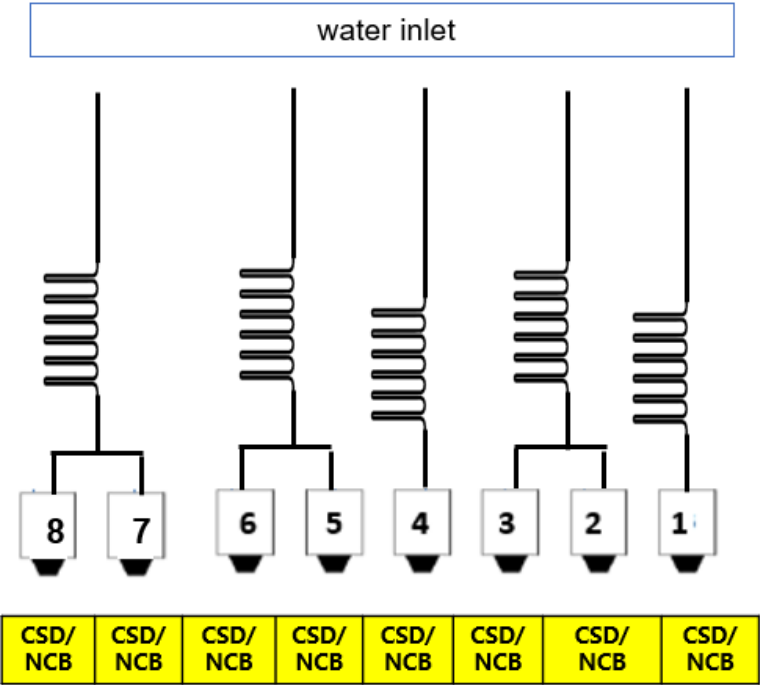 water inlet
8 7 6 5 4 3 2 1
CSD/ CSD/ CSD/ CSD/ CSD/ CSD/ CSD/ CSD/
NCB NCB NCB NCB NCB NCB NCB NCB